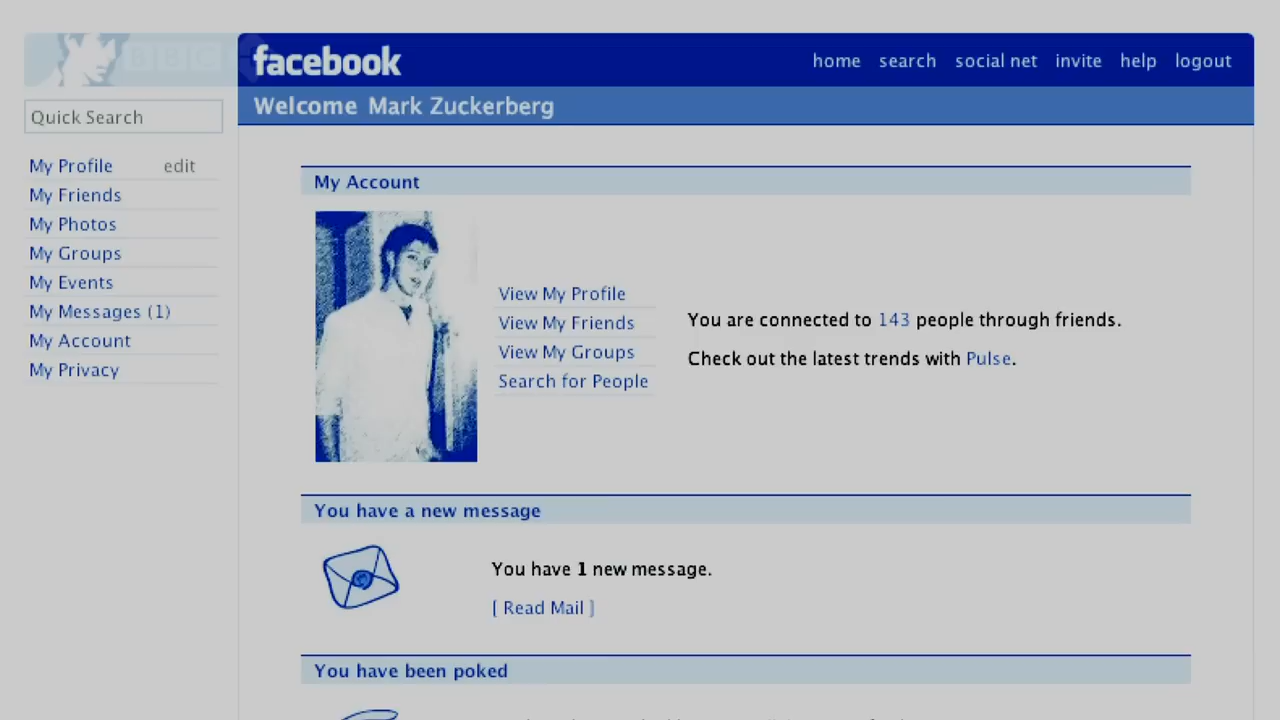 BBC
facebook
home search social net invite help logout
Quick Search
Welcome Mark Zuckerberg
My Profile edit
My Friends
My Photos
My Groups
My Events
My Messages (1)
My Account
My Privacy
My Account
View My Profile
View My Friends
View My Groups
Search for People
You are connected to 143 people through friends.
Check out the latest trends with Pulse.
You have a new message
You have 1 new message.
[ Read Mail ]
You have been poked